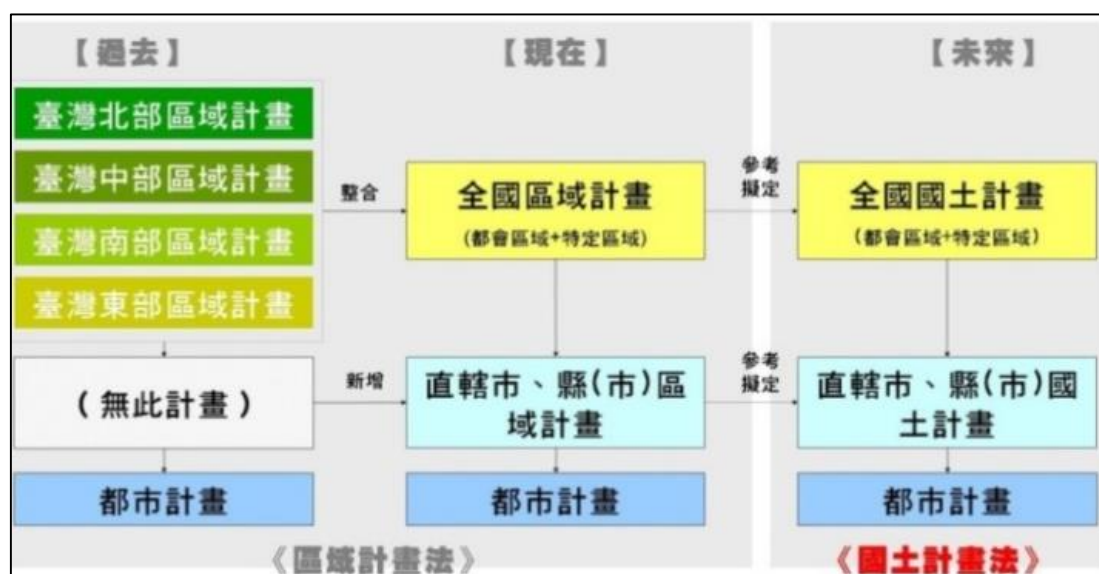 【過去】
【現在】
【未來】
臺灣北部區域計畫
臺灣中部區域計畫
臺灣南部區域計畫
臺灣東部區域計畫
整合
全國區域計畫
(都會區域+特定區域)
參考
擬定
全國國土計畫
(都會區域+特定區域)
(無此計畫)
新增
直轄市、縣(市)區
域計畫
參考
擬定
直轄市、縣(市)國
土計畫
都市計畫
都市計畫
都市計畫
《區域計畫法》
《國土計畫法》